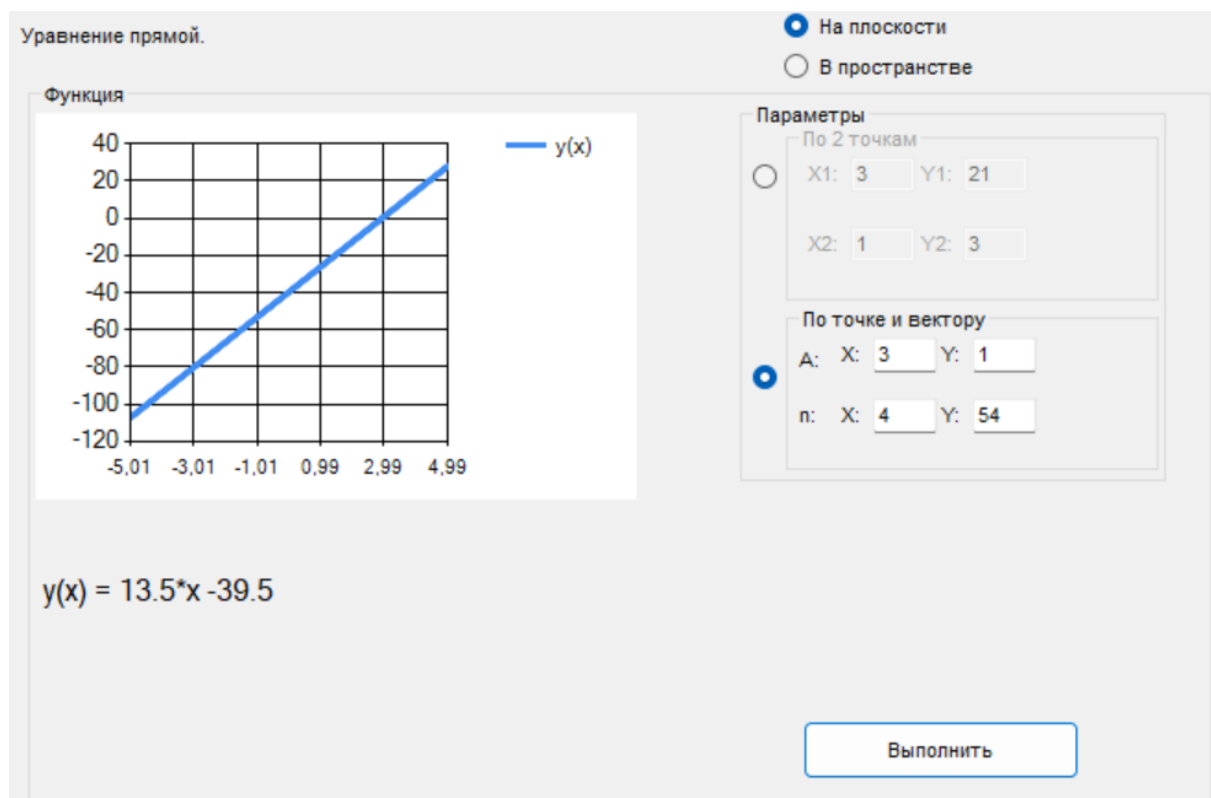 Уравнение прямой.
На плоскости
В пространстве
Функция
40
20
0
-20
-40
-60
-80
-100
-120
-5,01 -3,01 -1,01 0,99 2,99 4,99
y(x)
Параметры
По 2 точкам
X1: 3 Y1: 21
X2: 1 Y2: 3
По точке и вектору
A: X: 3 Y: 1
n: X: 4 Y: 54
y(x) = 13.5*x -39.5
Выполнить